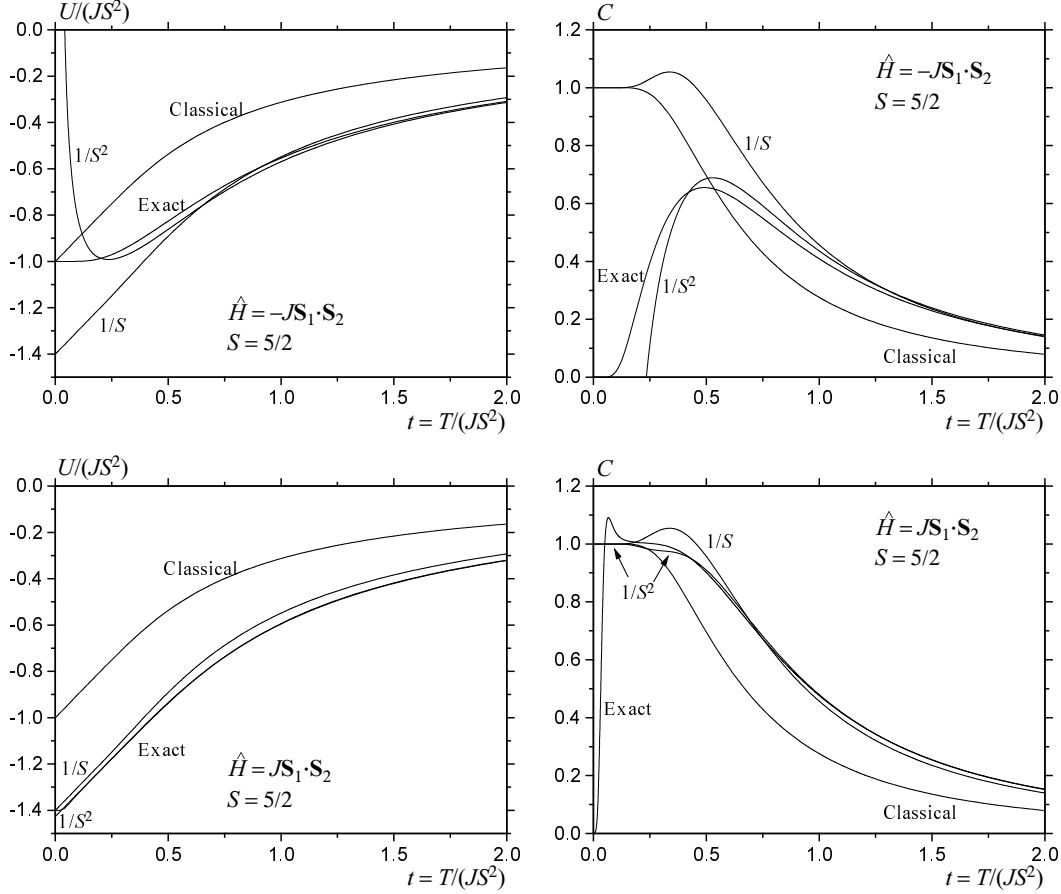 U/(JS²)
0.0
-0.2
-0.4
-0.6
-0.8
-1.0
-1.2
-1.4
Classical
1/S²
Exact
1/S
Ĥ = –JS₁·S₂
S = 5/2
0.0 0.5 1.0 1.5 2.0
t = T/(JS²)
C
1.2
1.0
0.8
0.6
0.4
0.2
0.0
Ĥ = –JS₁·S₂
S = 5/2
1/S
Exact
1/S²
Classical
0.0 0.5 1.0 1.5 2.0
t = T/(JS²)
U/(JS²)
0.0
-0.2
-0.4
-0.6
-0.8
-1.0
-1.2
-1.4
Classical
Exact
1/S
1/S²
Ĥ = JS₁·S₂
S = 5/2
0.0 0.5 1.0 1.5 2.0
t = T/(JS²)
C
1.2
1.0
0.8
0.6
0.4
0.2
0.0
Ĥ = JS₁·S₂
S = 5/2
1/S
1/S²
Exact
Classical
0.0 0.5 1.0 1.5 2.0
t = T/(JS²)